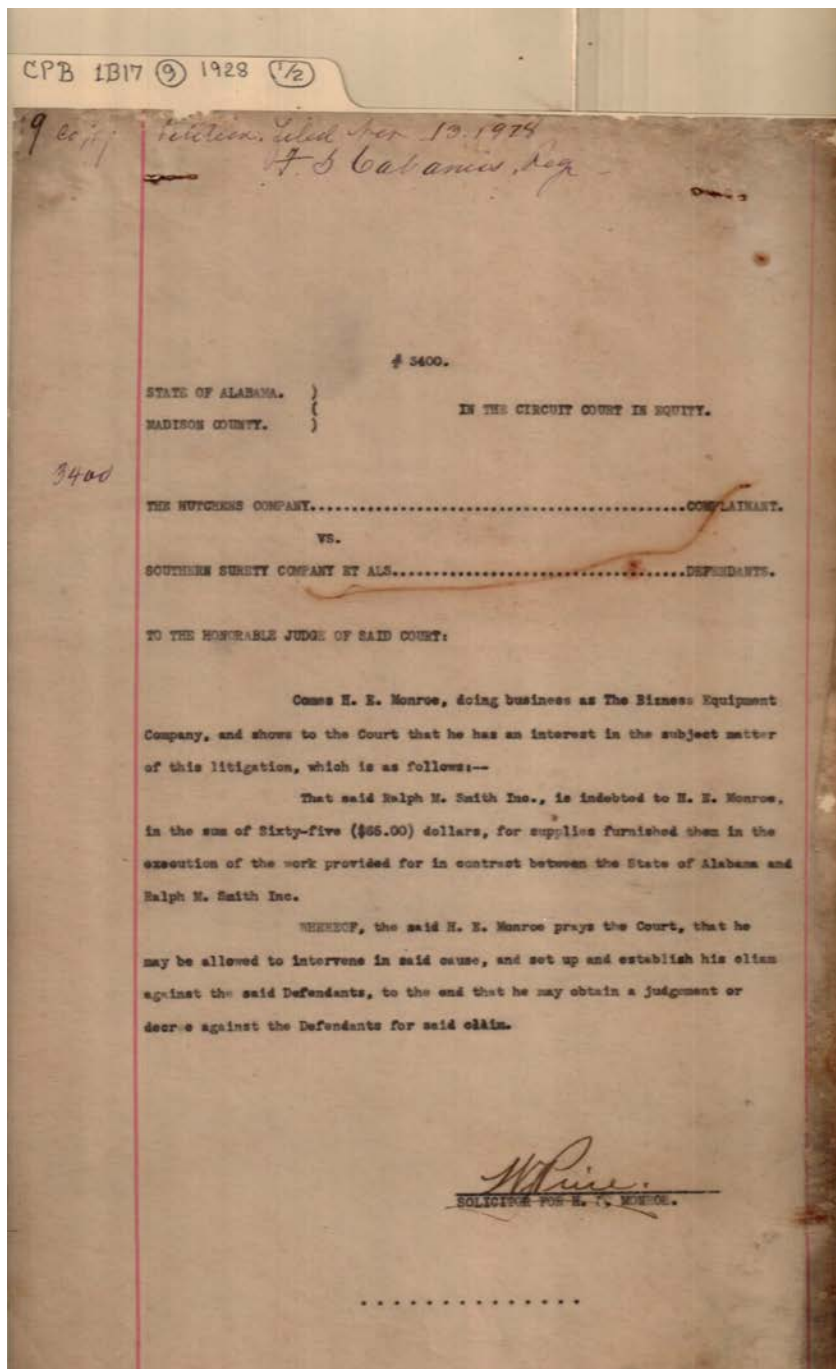 CPB 1B17 (9) 1928 (1/2)
9 copy Petition. Filed Nov 13. 1928
Reg
# 3400.
STATE OF ALABAMA. )
(
MADISON COUNTY. )
IN THE CIRCUIT COURT IN EQUITY.
3400
THE HUTCHENS COMPANY..............................................COMPLAINANT.
VS.
SOUTHERN SURETY COMPANY ET ALS....................................DEFENDANTS.
TO THE HONORABLE JUDGE OF SAID COURT:
Comes H. E. Monroe, doing business as The Bizness Equipment
Company, and shows to the Court that he has an interest in the subject matter
of this litigation, which is as follows:--
That said Ralph M. Smith Inc., is indebted to H. E. Monroe,
in the sum of Sixty-five ($65.00) dollars, for supplies furnished them in the
execution of the work provided for in contract between the State of Alabama and
Ralph M. Smith Inc.
WHEREOF, the said H. E. Monroe prays the Court, that he
may be allowed to intervene in said cause, and set up and establish his cliam
against the said Defendants, to the end that he may obtain a judgement or
decree against the Defendants for said claim.
SOLICITOR FOR H. E. MONROE.
. . . . . . . . . . . . . .